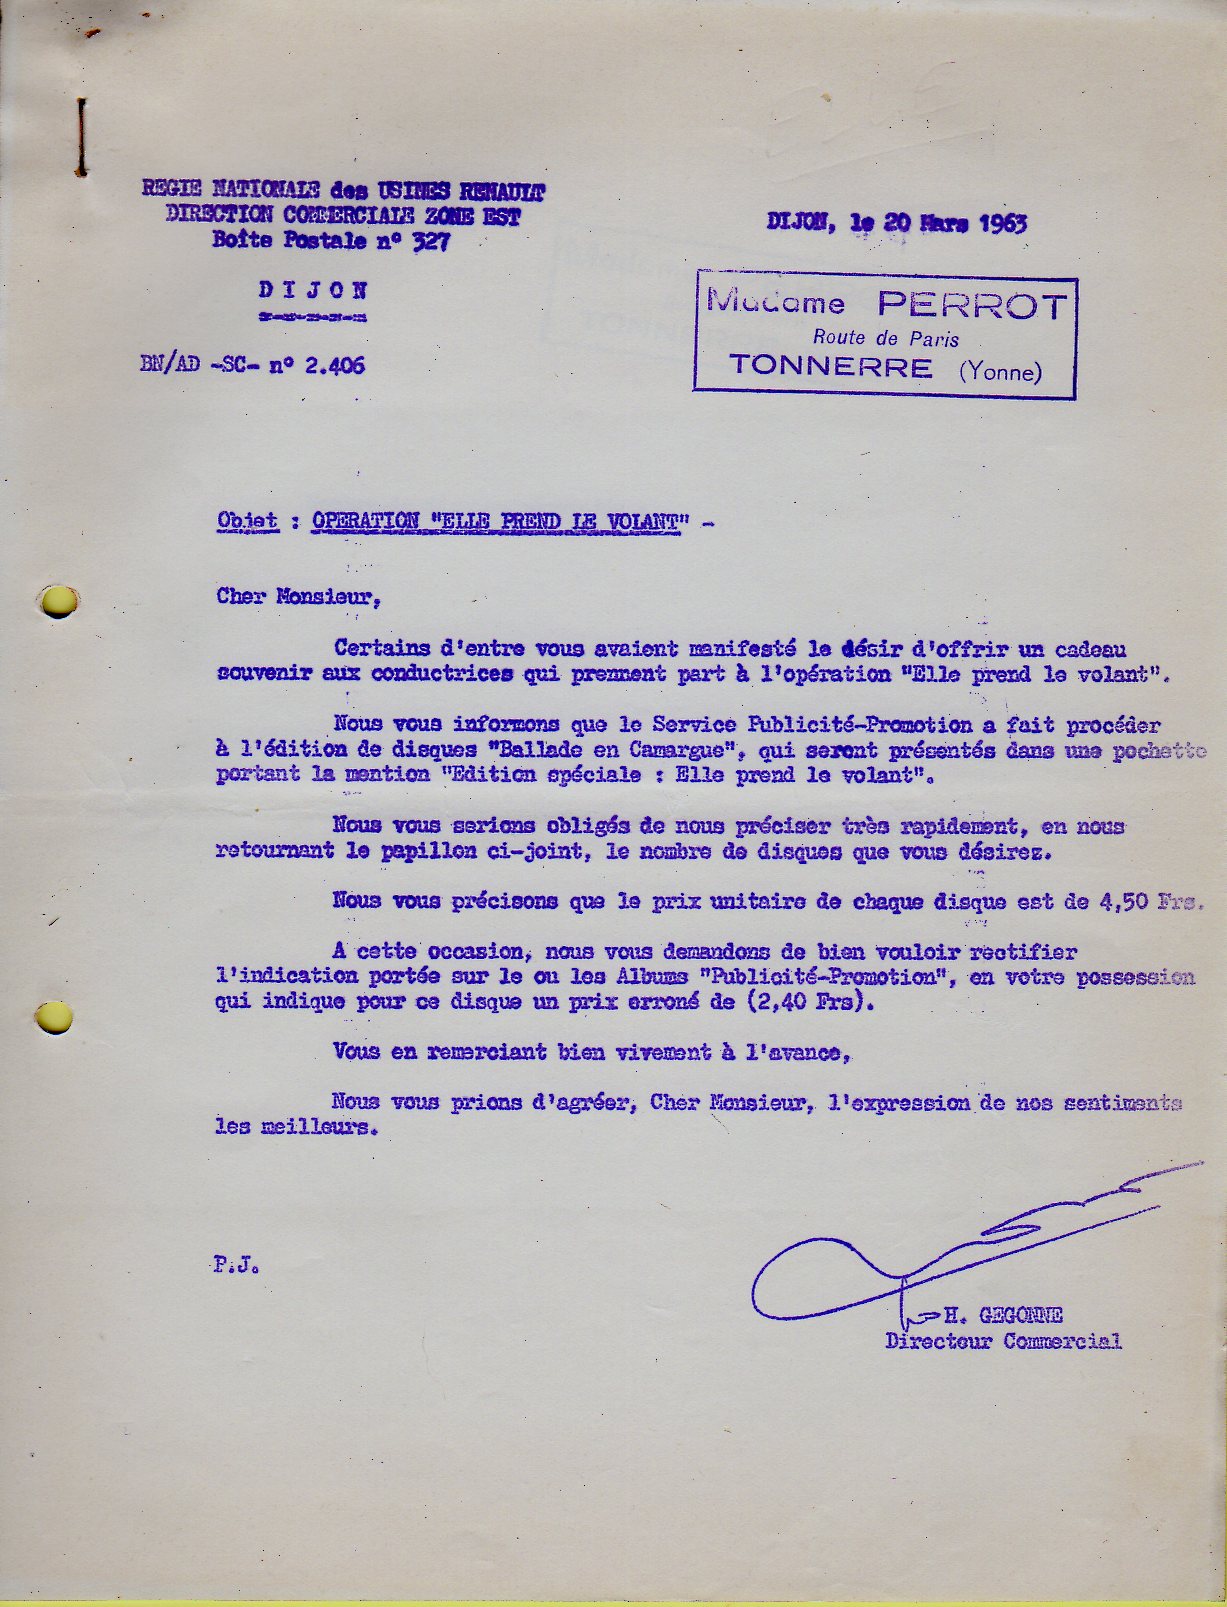 REGIE NATIONALE des USINES RENAULT
DIRECTION COMMERCIALE ZONE EST
Boîte Postale n° 327
D I J O N
BN/AD -SC- n° 2.406
DIJON, le 20 Mars 1963
Madame PERROT
Route de Paris
TONNERRE (Yonne)
Objet : OPERATION "ELLE PREND LE VOLANT" -
Cher Monsieur,
Certains d'entre vous avaient manifesté le désir d'offrir un cadeau
souvenir aux conductrices qui prennent part à l'opération "Elle prend le volant".
Nous vous informons que le Service Publicité-Promotion a fait procéder
à l'édition de disques "Ballade en Camargue", qui seront présentés dans une pochette
portant la mention "Edition spéciale : Elle prend le volant".
Nous vous serions obligés de nous préciser très rapidement, en nous
retournant le papillon ci-joint, le nombre de disques que vous désirez.
Nous vous précisons que le prix unitaire de chaque disque est de 4,50 Frs.
A cette occasion, nous vous demandons de bien vouloir rectifier
l'indication portée sur le ou les Albums "Publicité-Promotion", en votre possession
qui indique pour ce disque un prix erroné de (2,40 Frs).
Vous en remerciant bien vivement à l'avance,
Nous vous prions d'agréer, Cher Monsieur, l'expression de nos sentiments
les meilleurs.
P.J.
H. GEGONNE
Directeur Commercial